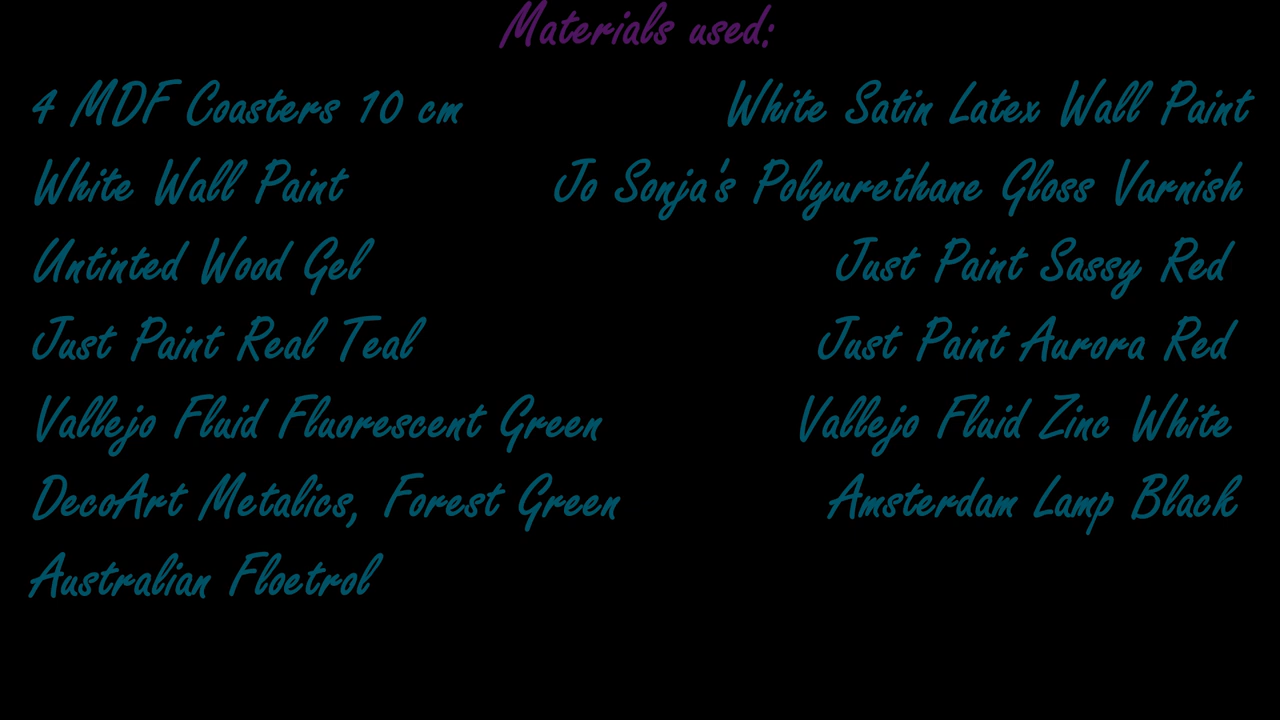 Materials used:
4 MDF Coasters 10 cm
White Wall Paint
Untinted Wood Gel
Just Paint Real Teal
Vallejo Fluid Fluorescent Green
DecoArt Metalics, Forest Green
Australian Floetrol
White Satin Latex Wall Paint
Jo Sonja's Polyurethane Gloss Varnish
Just Paint Sassy Red
Just Paint Aurora Red
Vallejo Fluid Zinc White
Amsterdam Lamp Black